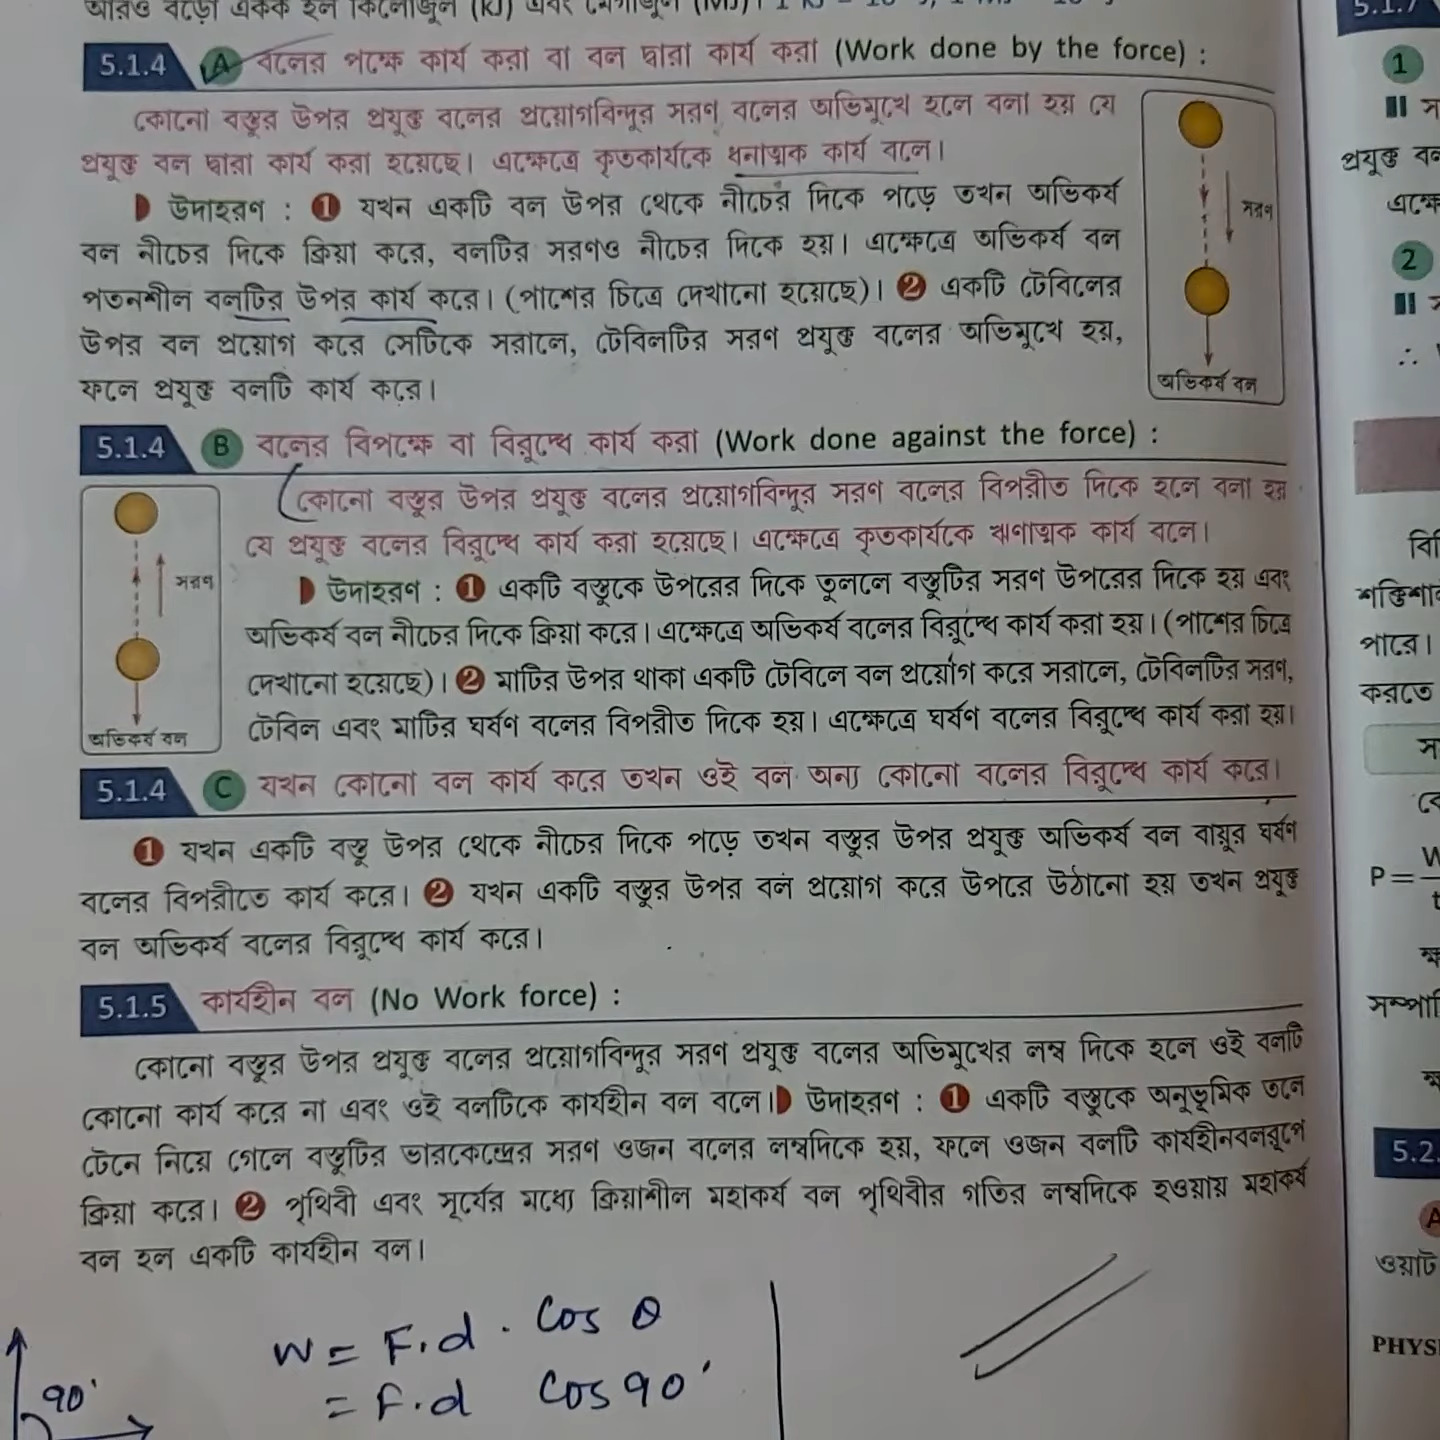 5.1.4 A বলের পক্ষে কার্য করা বা বল দ্বারা কার্য করা (Work done by the force) :
কোনো বস্তুর উপর প্রযুক্ত বলের প্রয়োগবিন্দুর সরণ বলের অভিমুখে হলে বলা হয় যে
প্রযুক্ত বল দ্বারা কার্য করা হয়েছে। এক্ষেত্রে কৃতকার্যকে ধনাত্মক কার্য বলে।
উদাহরণ : 1 যখন একটি বল উপর থেকে নীচের দিকে পড়ে তখন অভিকর্ষ
বল নীচের দিকে ক্রিয়া করে, বলটির সরণও নীচের দিকে হয়। এক্ষেত্রে অভিকর্ষ বল
পতনশীল বলটির উপর কার্য করে। (পাশের চিত্রে দেখানো হয়েছে)। 2 একটি টেবিলের
উপর বল প্রয়োগ করে সেটিকে সরালে, টেবিলটির সরণ প্রযুক্ত বলের অভিমুখে হয়,
ফলে প্রযুক্ত বলটি কার্য করে।
সরণ
অভিকর্ষ বল
5.1.4 B বলের বিপক্ষে বা বিরুদ্ধে কার্য করা (Work done against the force) :
কোনো বস্তুর উপর প্রযুক্ত বলের প্রয়োগবিন্দুর সরণ বলের বিপরীত দিকে হলে বলা হয়
যে প্রযুক্ত বলের বিরুদ্ধে কার্য করা হয়েছে। এক্ষেত্রে কৃতকার্যকে ঋণাত্মক কার্য বলে।
উদাহরণ : 1 একটি বস্তুকে উপরের দিকে তুললে বস্তুটির সরণ উপরের দিকে হয় এবং
অভিকর্ষ বল নীচের দিকে ক্রিয়া করে। এক্ষেত্রে অভিকর্ষ বলের বিরুদ্ধে কার্য করা হয়। (পাশের চিত্রে
দেখানো হয়েছে)। 2 মাটির উপর থাকা একটি টেবিলে বল প্রয়োগ করে সরালে, টেবিলটির সরণ,
টেবিল এবং মাটির ঘর্ষণ বলের বিপরীত দিকে হয়। এক্ষেত্রে ঘর্ষণ বলের বিরুদ্ধে কার্য করা হয়।
সরণ
অভিকর্ষ বল
5.1.4 C যখন কোনো বল কার্য করে তখন ওই বল অন্য কোনো বলের বিরুদ্ধে কার্য করে।
1 যখন একটি বস্তু উপর থেকে নীচের দিকে পড়ে তখন বস্তুর উপর প্রযুক্ত অভিকর্ষ বল বায়ুর ঘর্ষণ
বলের বিপরীতে কার্য করে। 2 যখন একটি বস্তুর উপর বল প্রয়োগ করে উপরে উঠানো হয় তখন প্রযুক্ত
বল অভিকর্ষ বলের বিরুদ্ধে কার্য করে।
5.1.5 কার্যহীন বল (No Work force) :
কোনো বস্তুর উপর প্রযুক্ত বলের প্রয়োগবিন্দুর সরণ প্রযুক্ত বলের অভিমুখের লম্ব দিকে হলে ওই বলটি
কোনো কার্য করে না এবং ওই বলটিকে কার্যহীন বল বলে। উদাহরণ : 1 একটি বস্তুকে অনুভূমিক তলে
টেনে নিয়ে গেলে বস্তুটির ভারকেন্দ্রের সরণ ওজন বলের লম্বদিকে হয়, ফলে ওজন বলটি কার্যহীনবলরূপে
ক্রিয়া করে। 2 পৃথিবী এবং সূর্যের মধ্যে ক্রিয়াশীল মহাকর্ষ বল পৃথিবীর গতির লম্বদিকে হওয়ায় মহাকর্ষ
বল হল একটি কার্যহীন বল।
W = F.d . Cos θ
= F.d Cos 90°
90°
1
প্রযুক্ত বল
2
∴
পারে।
করতে
P = W
t
5.2.
A
ওয়াট
PHYS